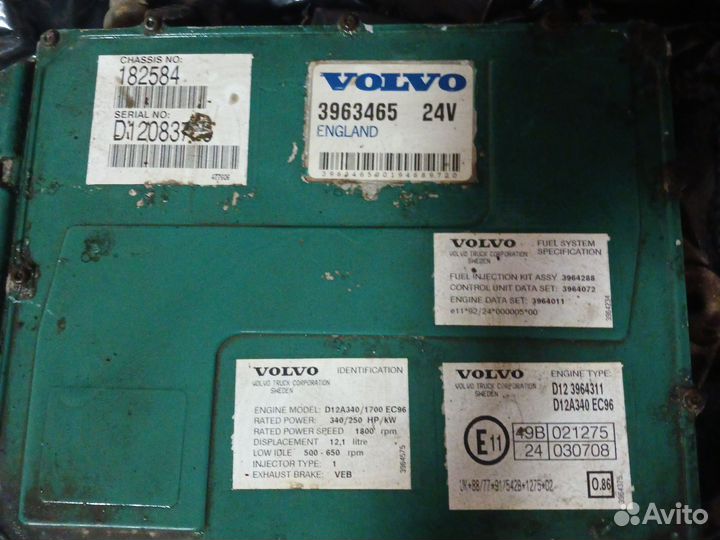 CHASSIS NO:
182584
SERIAL NO:
477926
VOLVO
3963465 24V
ENGLAND
VOLVO
VOLVO TRUCK CORPORATION
SWEDEN
FUEL SYSTEM
SPECIFICATION
FUEL INJECTION KIT ASSY 3964288
CONTROL UNIT DATA SET: 3964072
ENGINE DATA SET: 3964011
e11*92/24*000005*00
3964234
VOLVO
VOLVO TRUCK CORPORATION
SWEDEN
IDENTIFICATION
ENGINE MODEL: D12A340/1700 EC96
RATED POWER: 340/250 HP/kW
RATED POWER SPEED 1800 rpm
DISPLACEMENT 12,1 litre
LOW IDLE 500-650 rpm
INJECTOR TYPE: 1
EXHAUST BRAKE: VEB
3964575
VOLVO
VOLVO TRUCK CORPORATION
SWEDEN
ENGINE TYPE:
D12 3964311
D12A340 EC96
E11
49B 021275
24 030708
0.86
3964375
Avito